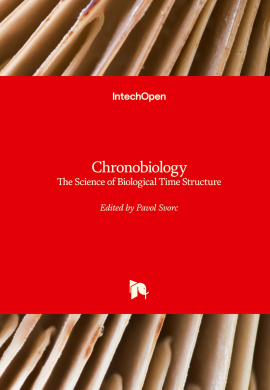 IntechOpen
Chronobiology
The Science of Biological Time Structure
Edited by Pavol Svorc